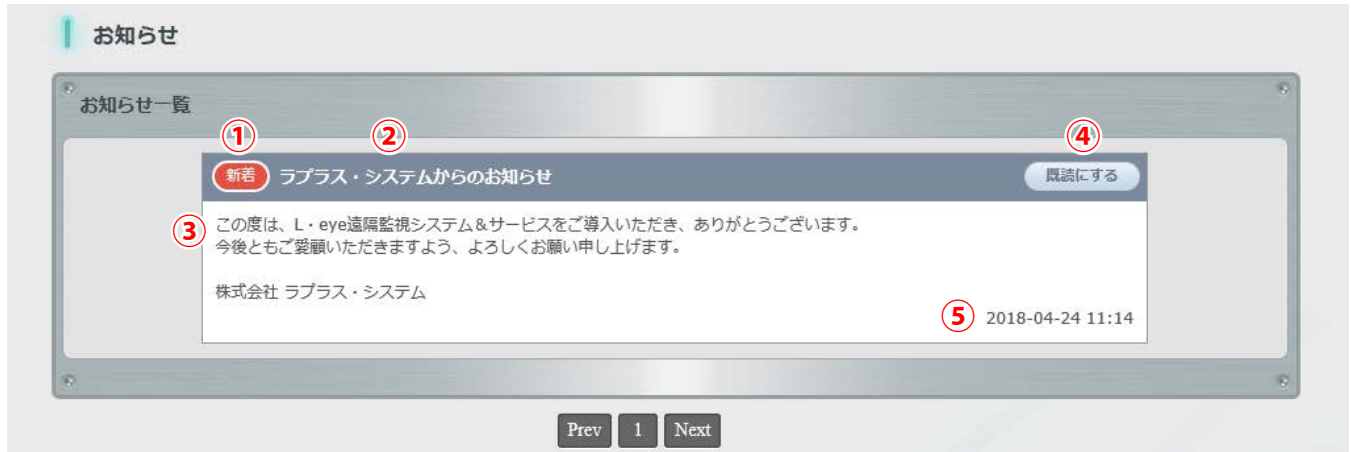 お知らせ
お知らせ一覧
① ② ④
新着 ラプラス・システムからのお知らせ 既読にする
③ この度は、L・eye遠隔監視システム＆サービスをご導入いただき、ありがとうございます。
今後ともご愛顧いただきますよう、よろしくお願い申し上げます。
株式会社 ラプラス・システム
⑤ 2018-04-24 11:14
Prev 1 Next